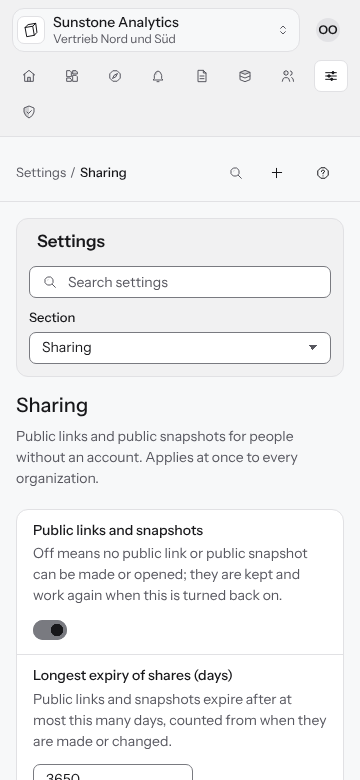 Sunstone Analytics
Vertrieb Nord und Süd
OO
Settings / Sharing
Settings
Search settings
Section
Sharing
Sharing
Public links and public snapshots for people
without an account. Applies at once to every
organization.
Public links and snapshots
Off means no public link or public snapshot
can be made or opened; they are kept and
work again when this is turned back on.
Longest expiry of shares (days)
Public links and snapshots expire after at
most this many days, counted from when they
are made or changed.
3650